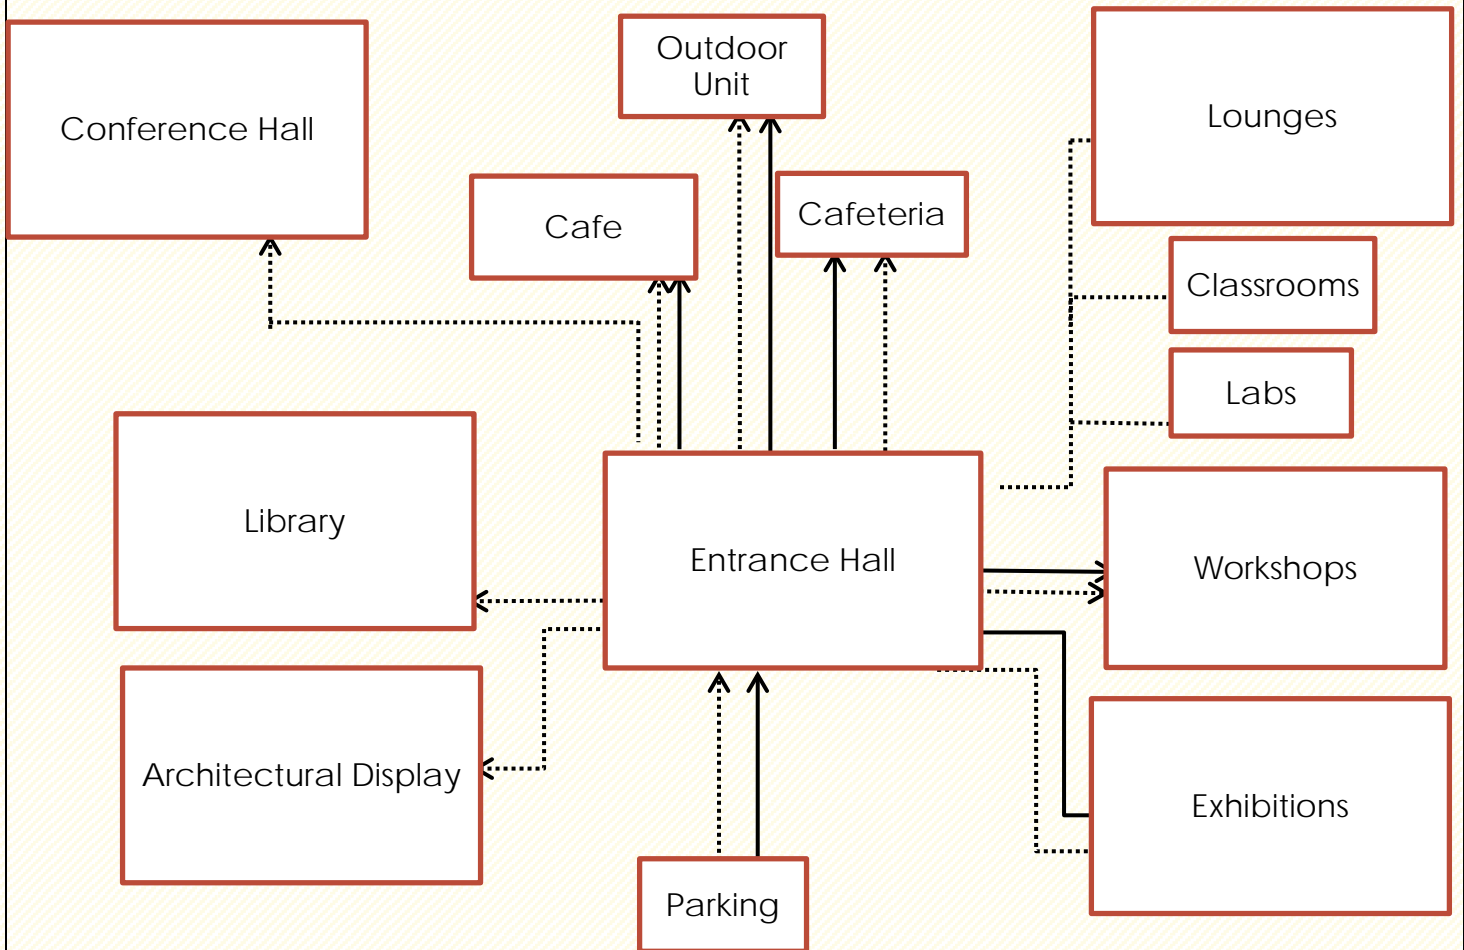 Conference Hall
Outdoor
Unit
Lounges
Cafe
Cafeteria
Classrooms
Labs
Library
Entrance Hall
Workshops
Architectural Display
Exhibitions
Parking